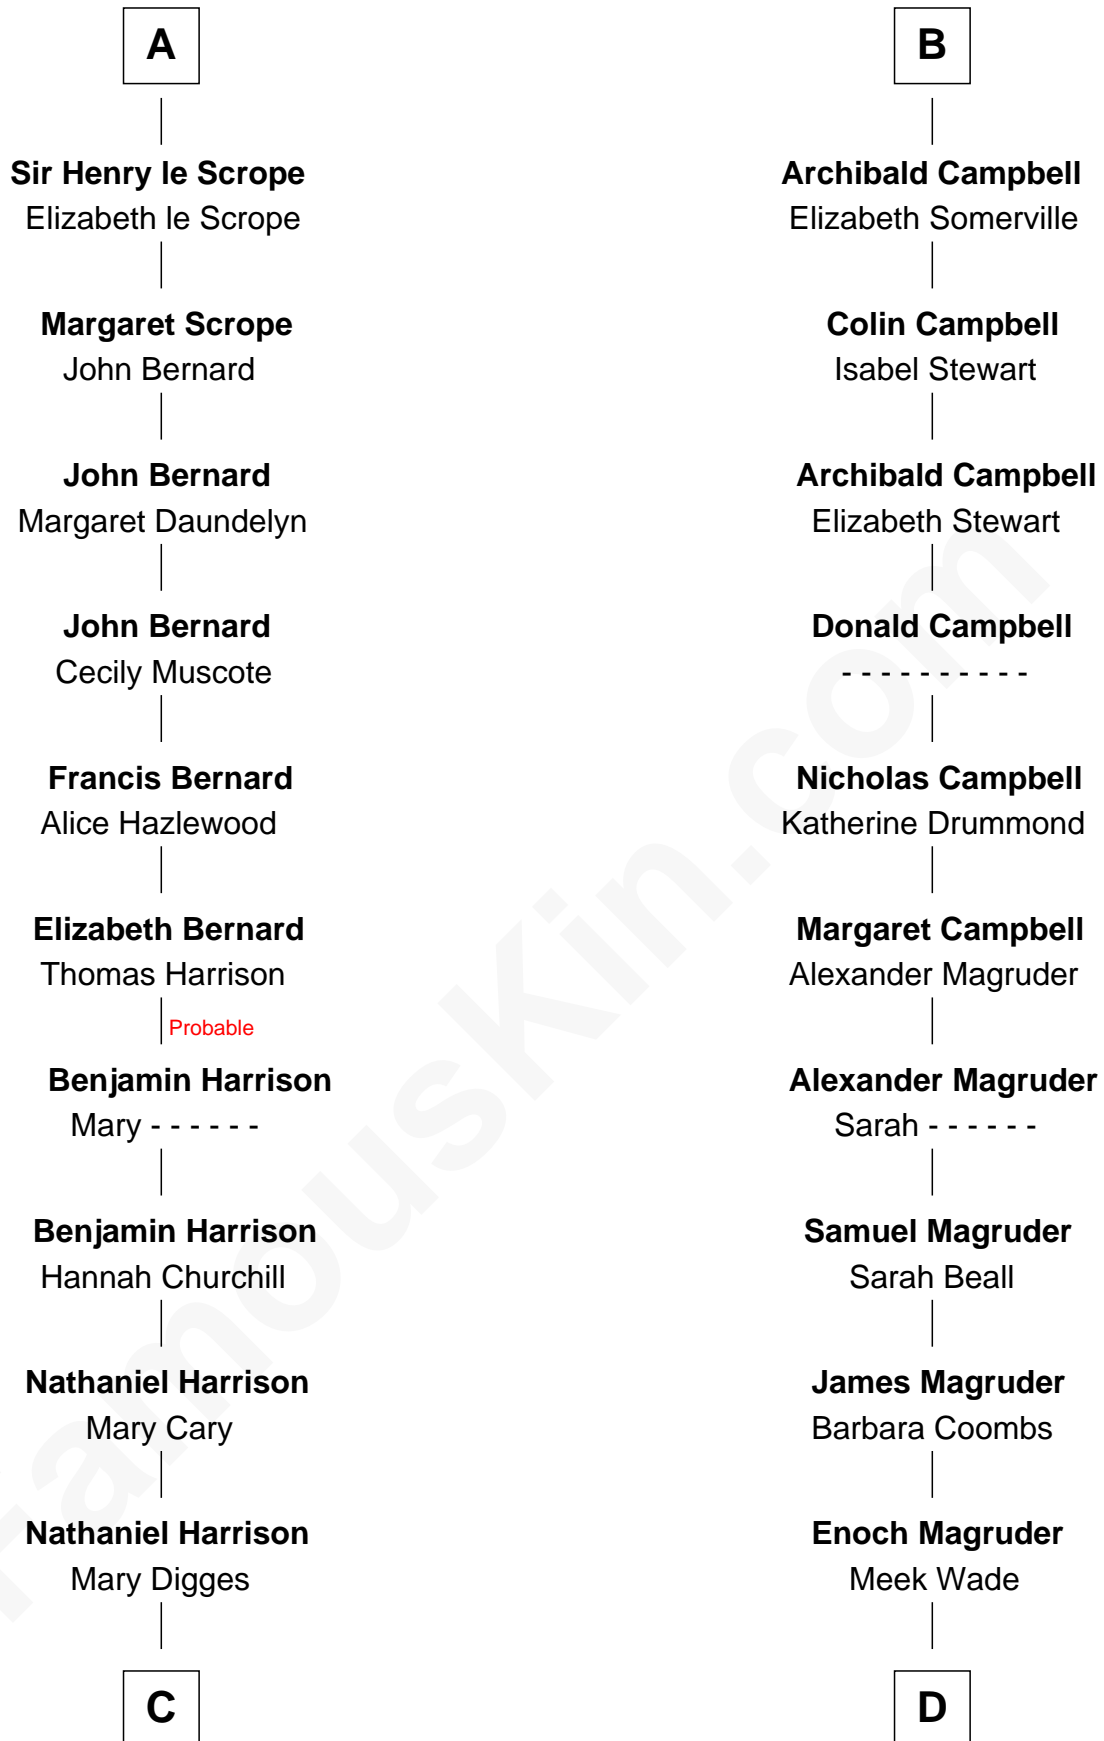 A
Sir Henry le Scrope
Elizabeth le Scrope
Margaret Scrope
John Bernard
John Bernard
Margaret Daundelyn
John Bernard
Cecily Muscote
Francis Bernard
Alice Hazlewood
Elizabeth Bernard
Thomas Harrison
Probable
Benjamin Harrison
Mary - - - - - -
Benjamin Harrison
Hannah Churchill
Nathaniel Harrison
Mary Cary
Nathaniel Harrison
Mary Digges
C
B
Archibald Campbell
Elizabeth Somerville
Colin Campbell
Isabel Stewart
Archibald Campbell
Elizabeth Stewart
Donald Campbell
- - - - - - - - - -
Nicholas Campbell
Katherine Drummond
Margaret Campbell
Alexander Magruder
Alexander Magruder
Sarah - - - - - -
Samuel Magruder
Sarah Beall
James Magruder
Barbara Coombs
Enoch Magruder
Meek Wade
D
FamousKin.com